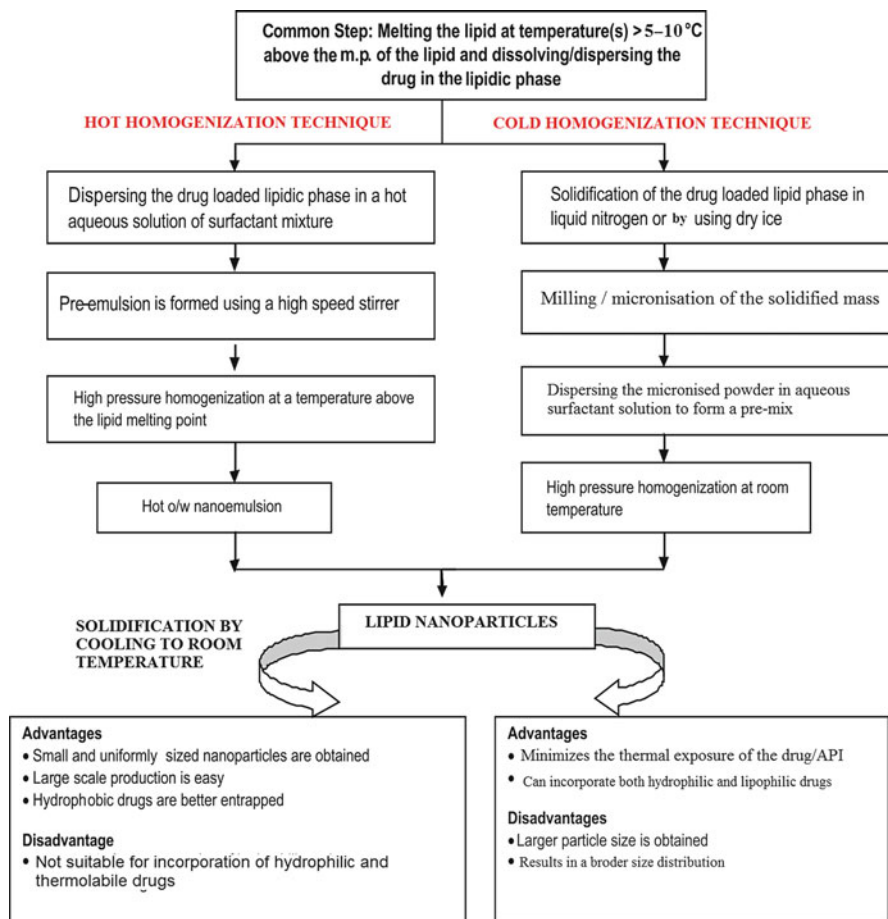 Common Step: Melting the lipid at temperature(s) > 5–10 °C
above the m.p. of the lipid and dissolving/dispersing the
drug in the lipidic phase
HOT HOMOGENIZATION TECHNIQUE
COLD HOMOGENIZATION TECHNIQUE
Dispersing the drug loaded lipidic phase in a hot
aqueous solution of surfactant mixture
Pre-emulsion is formed using a high speed stirrer
High pressure homogenization at a temperature above
the lipid melting point
Hot o/w nanoemulsion
Solidification of the drug loaded lipid phase in
liquid nitrogen or by using dry ice
Milling / micronisation of the solidified mass
Dispersing the micronised powder in aqueous
surfactant solution to form a pre-mix
High pressure homogenization at room
temperature
LIPID NANOPARTICLES
SOLIDIFICATION BY
COOLING TO ROOM
TEMPERATURE
Advantages
• Small and uniformly sized nanoparticles are obtained
• Large scale production is easy
• Hydrophobic drugs are better entrapped
Disadvantage
• Not suitable for incorporation of hydrophilic and
thermolabile drugs
Advantages
• Minimizes the thermal exposure of the drug/API
• Can incorporate both hydrophilic and lipophilic drugs
Disadvantages
• Larger particle size is obtained
• Results in a broder size distribution